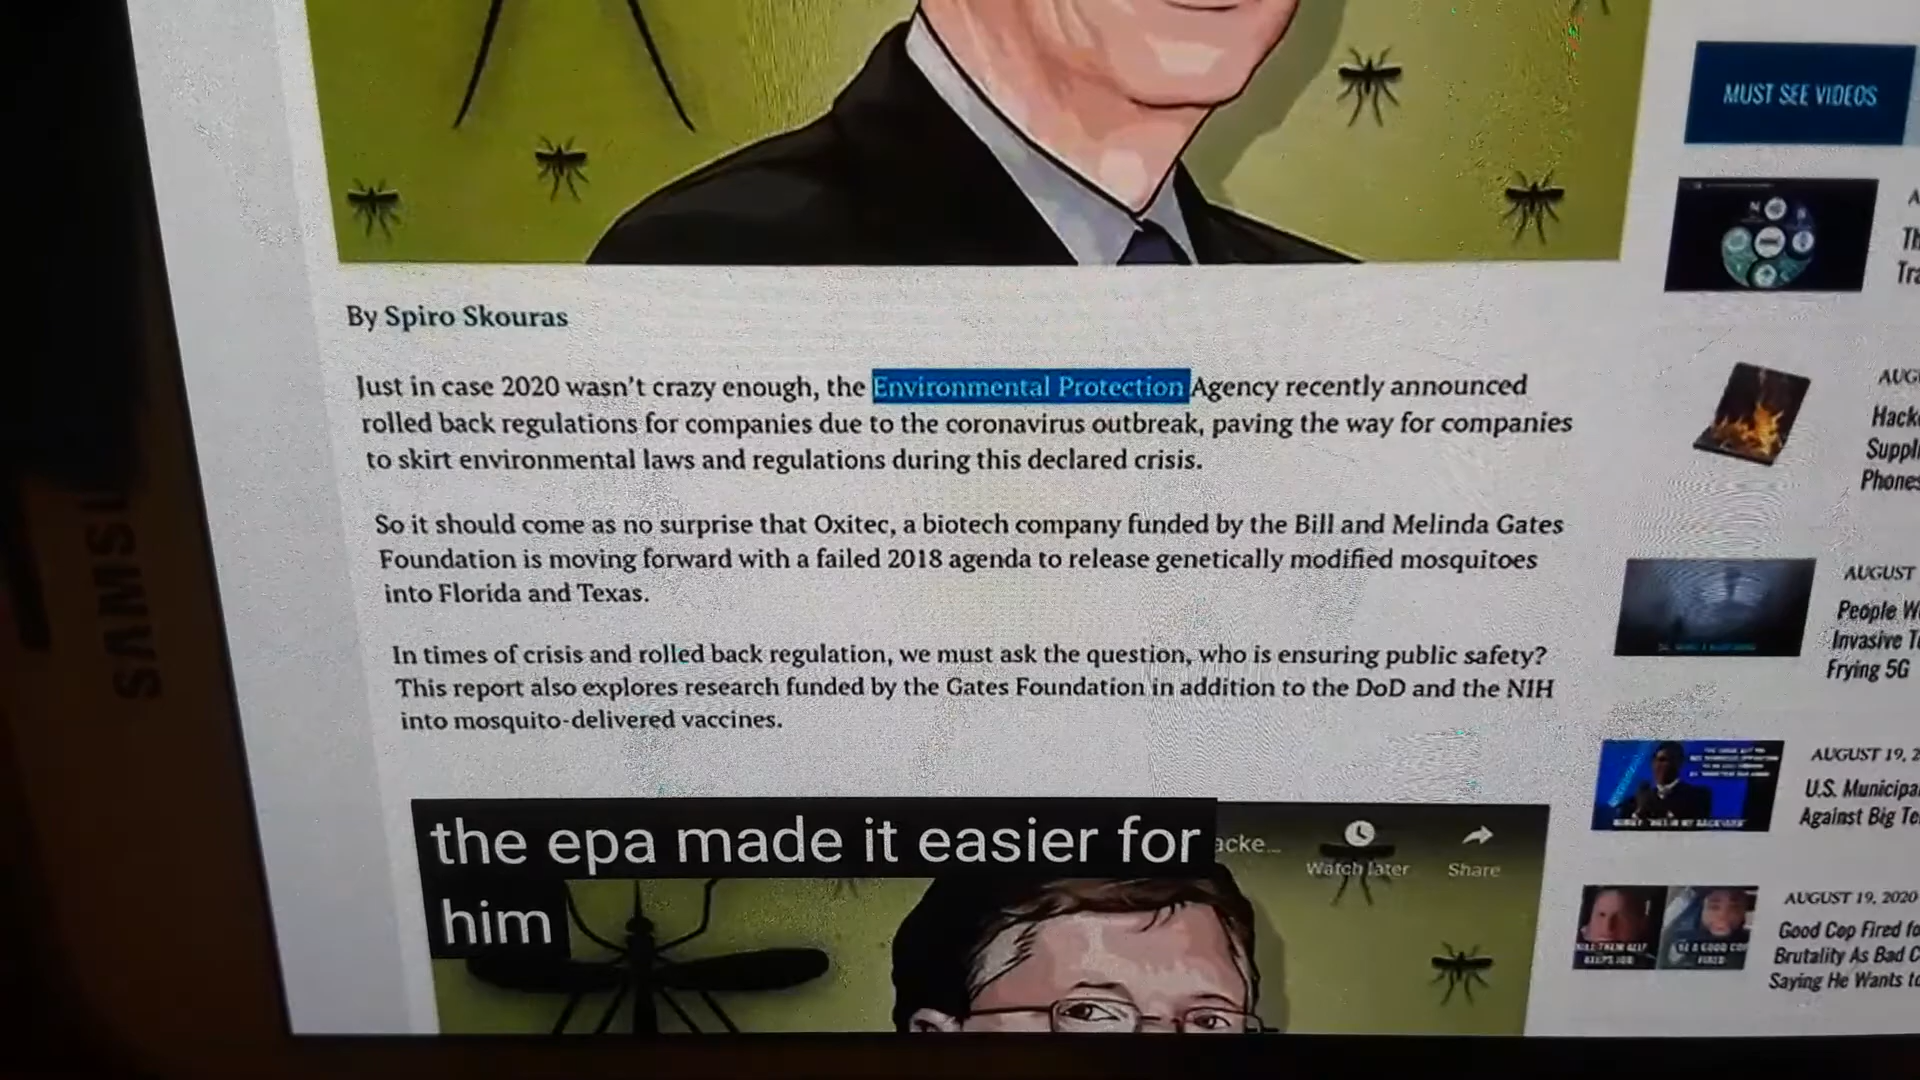 MUST SEE VIDEOS
By Spiro Skouras
Just in case 2020 wasn't crazy enough, the Environmental Protection Agency recently announced
rolled back regulations for companies due to the coronavirus outbreak, paving the way for companies
to skirt environmental laws and regulations during this declared crisis.
So it should come as no surprise that Oxitec, a biotech company funded by the Bill and Melinda Gates
Foundation is moving forward with a failed 2018 agenda to release genetically modified mosquitoes
into Florida and Texas.
In times of crisis and rolled back regulation, we must ask the question, who is ensuring public safety?
This report also explores research funded by the Gates Foundation in addition to the DoD and the NIH
into mosquito-delivered vaccines.
the epa made it easier for
him
Watch later
Share
Phones
AUGUST
People
Invasive
Frying 5G
AUGUST 19, 2
U.S.
Against Big
AUGUST 19, 2020
Good Cop Fired
Brutality As Bad
Saying He Wants
SAMS